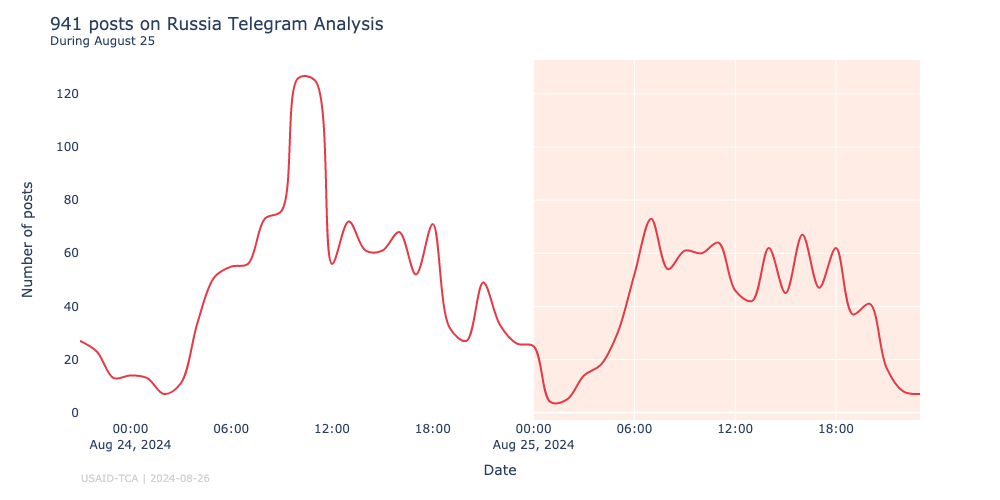 941 posts on Russia Telegram Analysis
During August 25
Number of posts
120
100
80
60
40
20
0
00:00 06:00 12:00 18:00 00:00 06:00 12:00 18:00
Aug 24, 2024 Aug 25, 2024
Date
USAID-TCA | 2024-08-26